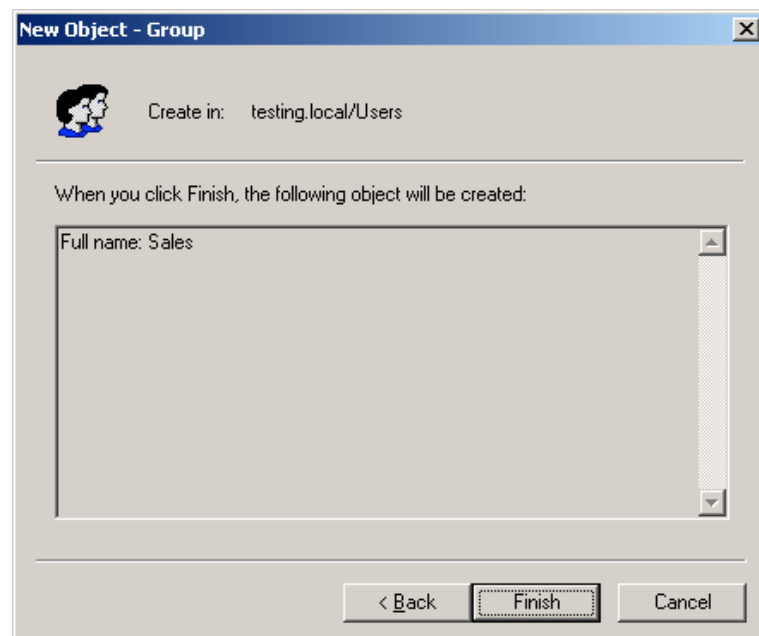 New Object - Group
Create in: testing.local/Users
When you click Finish, the following object will be created:
Full name: Sales
< Back Finish Cancel